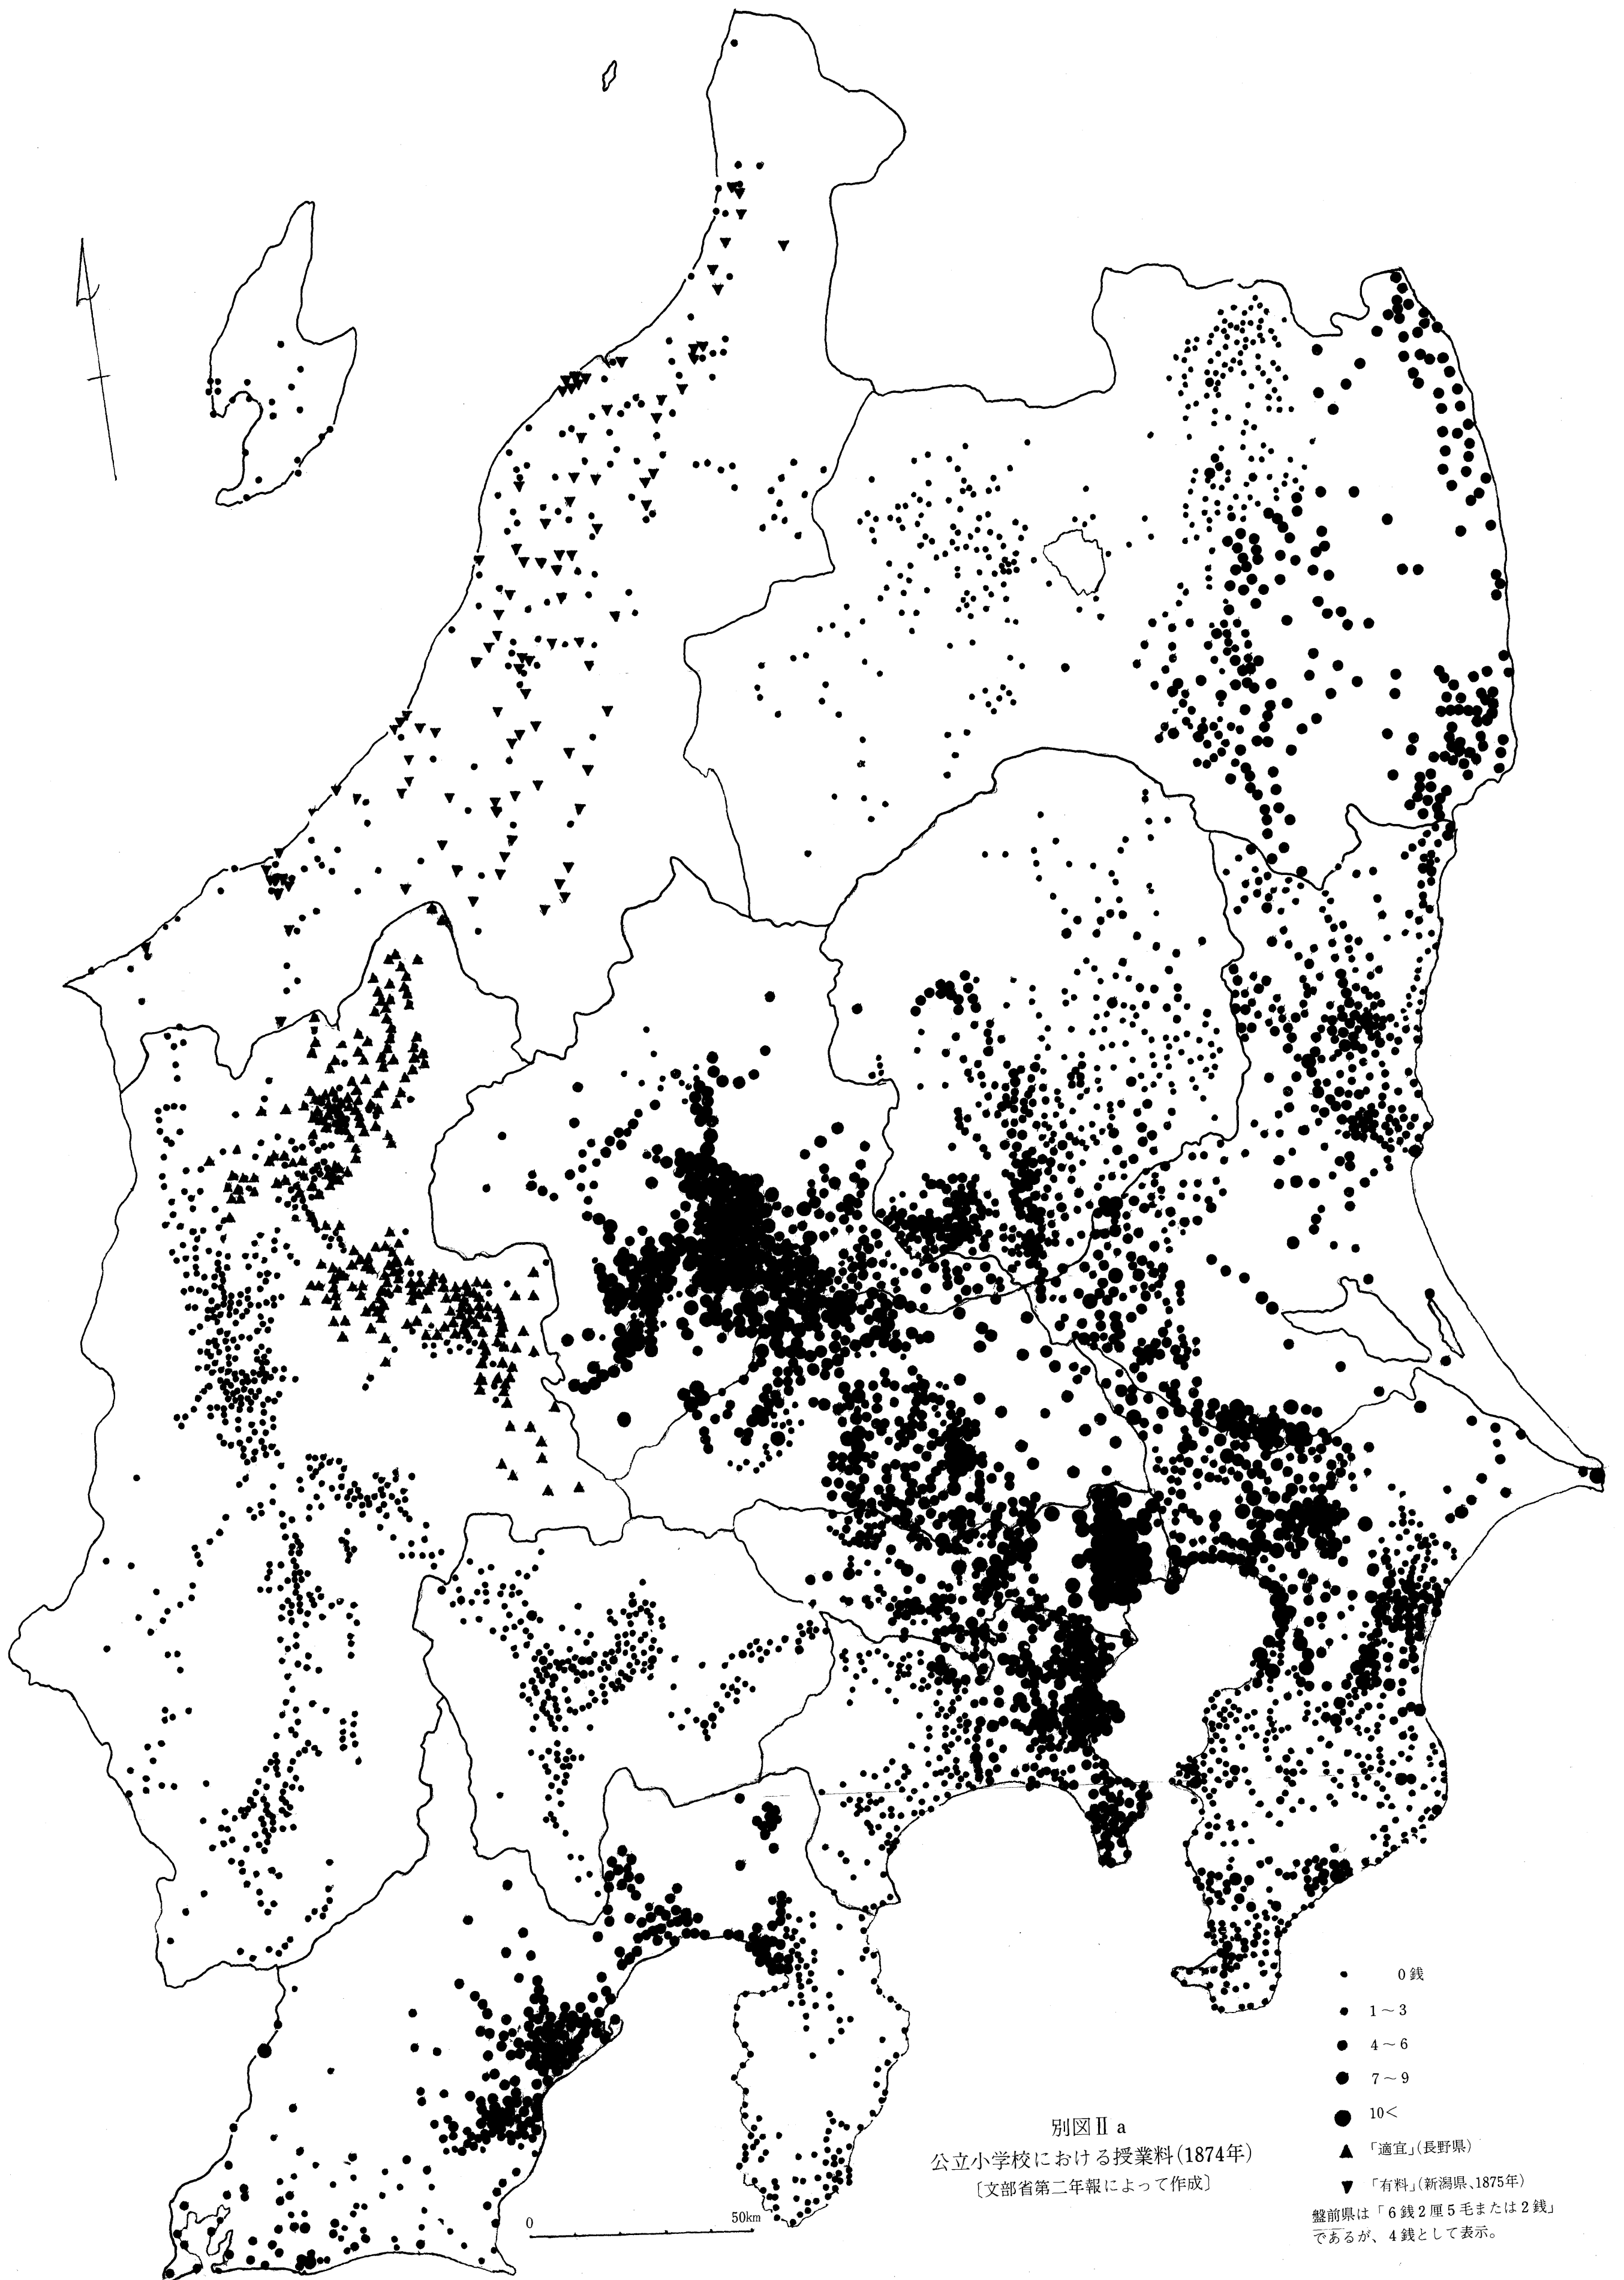 0銭
1～3
4～6
7～9
10<
「適宜」(長野県)
「有料」(新潟県、1875年)
盤前県は「6銭2厘5毛または2銭」
であるが、4銭として表示。
別図Ⅱa
公立小学校における授業料(1874年)
〔文部省第二年報によって作成〕
0
50km